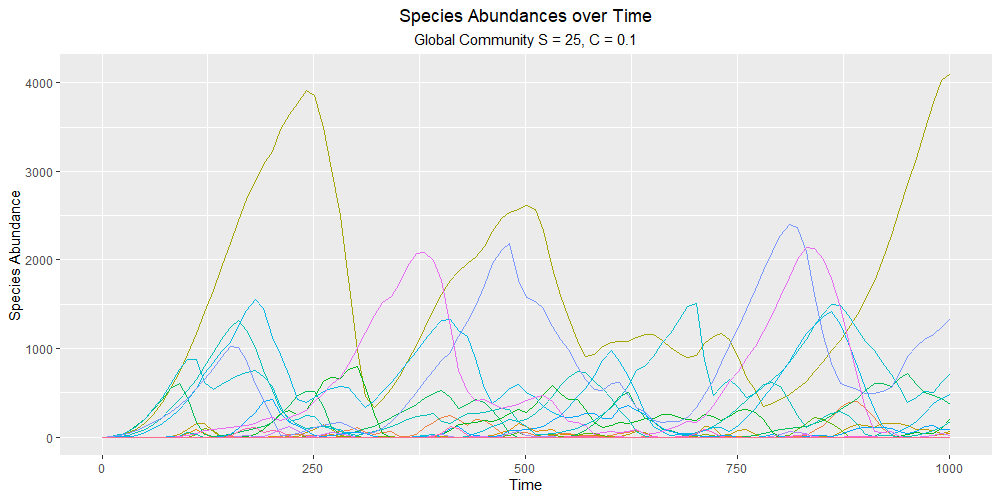 Species Abundances over Time
Global Community S = 25, C = 0.1
Species Abundance
4000
3000
2000
1000
0
0 250 500 750 1000
Time